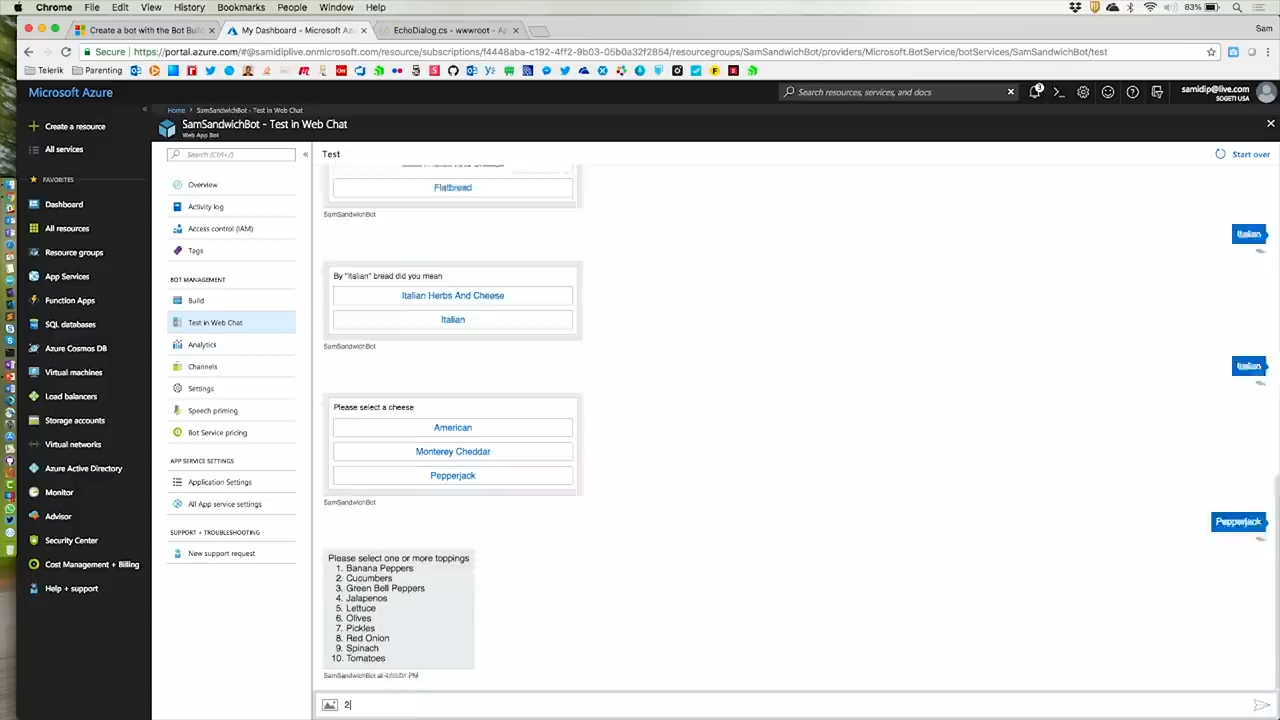 Chrome File Edit View History Bookmarks People Window Help 83%
Create a bot with the Bot Buil
My Dashboard - Microsoft Az
EchoDialog.cs - wwwroot - Ap
Sam
Secure https://portal.azure.com/#@samidiplive.onmicrosoft.com/resource/subscriptions/f4448aba-c192-4ff2-9b03-05b0a32f2854/resourcegroups/SamSandwichBot/providers/Microsoft.BotService/botServices/SamSandwichBot/test
Telerik Parenting
Microsoft Azure
Search resources, services, and docs
samidip@live.com
SOGETI USA
Home > SamSandwichBot - Test in Web Chat
SamSandwichBot - Test in Web Chat
Web App Bot
Create a resource
All services
FAVORITES
Dashboard
All resources
Resource groups
App Services
Function Apps
SQL databases
Azure Cosmos DB
Virtual machines
Load balancers
Storage accounts
Virtual networks
Azure Active Directory
Monitor
Advisor
Security Center
Cost Management + Billing
Help + support
Search (Ctrl+/)
Overview
Activity log
Access control (IAM)
Tags
BOT MANAGEMENT
Build
Test in Web Chat
Analytics
Channels
Settings
Speech priming
Bot Service pricing
APP SERVICE SETTINGS
Application Settings
All App service settings
SUPPORT + TROUBLESHOOTING
New support request
Test
Start over
Flatbread
SamSandwichBot
Italian
By "Italian" bread did you mean
Italian Herbs And Cheese
Italian
SamSandwichBot
Italian
Please select a cheese
American
Monterey Cheddar
Pepperjack
SamSandwichBot
Pepperjack
Please select one or more toppings
1. Banana Peppers
2. Cucumbers
3. Green Bell Peppers
4. Jalapenos
5. Lettuce
6. Olives
7. Pickles
8. Red Onion
9. Spinach
10. Tomatoes
SamSandwichBot at PM
2